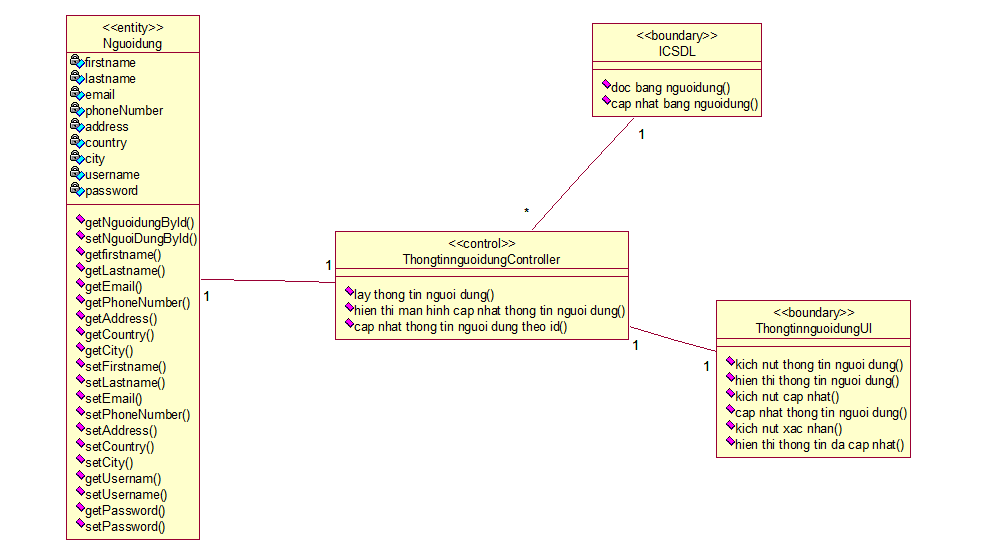 <<entity>>
Nguoidung
firstname
lastname
email
phoneNumber
address
country
city
username
password
getNguoidungById()
setNguoiDungById()
getfirstname()
getLastname()
getEmail()
getPhoneNumber()
getAddress()
getCountry()
getCity()
setFirstname()
setLastname()
setEmail()
setPhoneNumber()
setAddress()
setCountry()
setCity()
getUsernam()
setUsername()
getPassword()
setPassword()
<<boundary>>
ICSDL
doc bang nguoidung()
cap nhat bang nguoidung()
1
*
<<control>>
ThongtinnguoidungController
lay thong tin nguoi dung()
hien thi man hinh cap nhat thong tin nguoi dung()
cap nhat thong tin nguoi dung theo id()
1
1
1
1
<<boundary>>
ThongtinnguoidungUI
kich nut thong tin nguoi dung()
hien thi thong tin nguoi dung()
kich nut cap nhat()
cap nhat thong tin nguoi dung()
kich nut xac nhan()
hien thi thong tin da cap nhat()